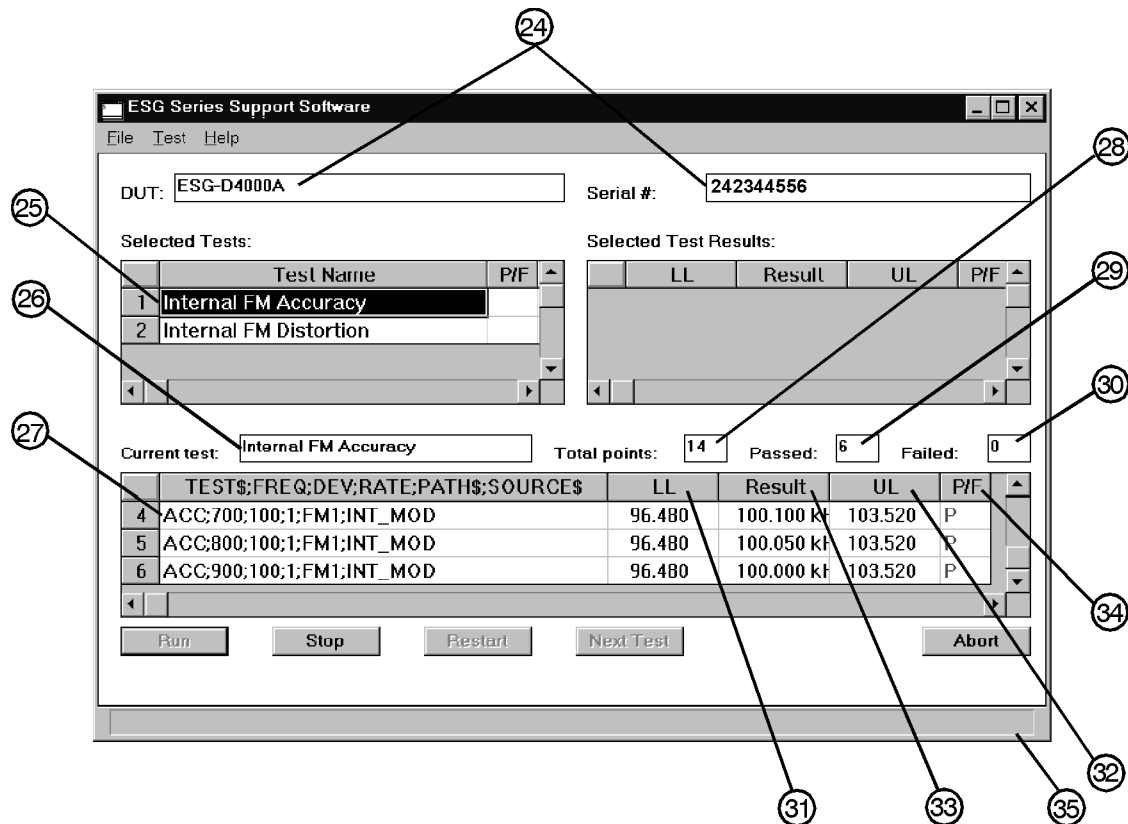 24
ESG Series Support Software
File Test Help
28
DUT: ESG-D4000A Serial #: 242344556
25
Selected Tests: Selected Test Results:
Test Name P/F LL Result UL P/F
29
1 Internal FM Accuracy
26
2 Internal FM Distortion
30
27
Current test: Internal FM Accuracy Total points: 14 Passed: 6 Failed: 0
TEST$;FREQ;DEV;RATE;PATH$;SOURCE$ LL Result UL P/F
4 ACC;700;100;1;FM1;INT_MOD 96.480 100.100 kH 103.520 P
5 ACC;800;100;1;FM1;INT_MOD 96.480 100.050 kH 103.520 P
6 ACC;900;100;1;FM1;INT_MOD 96.480 100.000 kH 103.520 P
34
Run Stop Restart Next Test Abort
32
31 33 35